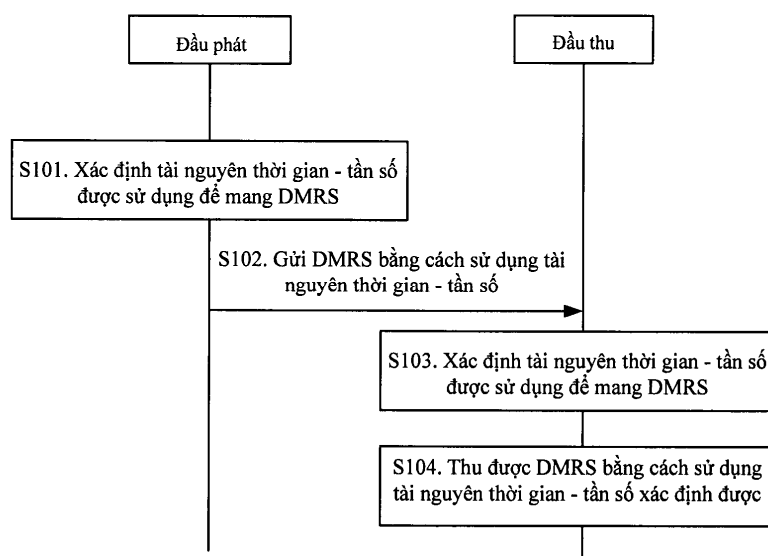 Đầu phát
Đầu thu
S101. Xác định tài nguyên thời gian - tần số
được sử dụng để mang DMRS
S102. Gửi DMRS bằng cách sử dụng tài
nguyên thời gian - tần số
S103. Xác định tài nguyên thời gian - tần số
được sử dụng để mang DMRS
S104. Thu được DMRS bằng cách sử dụng
tài nguyên thời gian - tần số xác định được